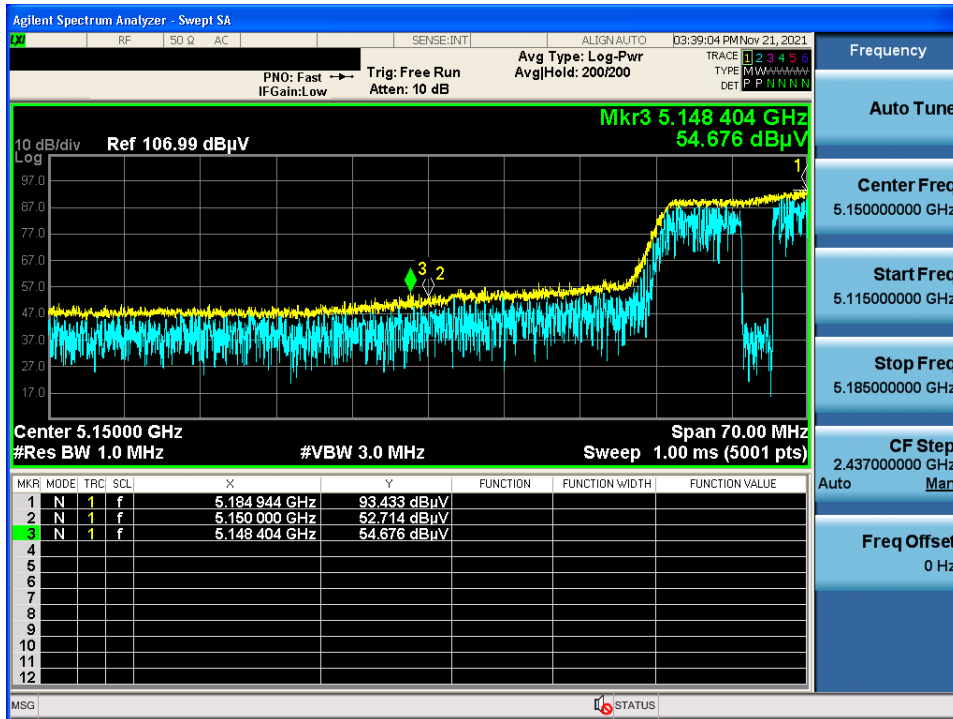 Agilent Spectrum Analyzer - Swept SA
LXI RF 50 Ω AC SENSE:INT ALIGN AUTO 03:39:04 PM Nov 21, 2021
Frequency
PNO: Fast
IFGain:Low
Trig: Free Run
Atten: 10 dB
Avg Type: Log-Pwr
Avg|Hold: 200/200
TRACE 1 2 3 4 5 6
TYPE MWWWWW
DET P P N N N N
Mkr3 5.148 404 GHz
54.676 dBµV
10 dB/div Ref 106.99 dBµV
Log
97.0
87.0
77.0
67.0
57.0
47.0
37.0
27.0
17.0
1
3
2
Center 5.15000 GHz Span 70.00 MHz
#Res BW 1.0 MHz #VBW 3.0 MHz Sweep 1.00 ms (5001 pts)
MKR MODE TRC SCL X Y FUNCTION FUNCTION WIDTH FUNCTION VALUE
1 N 1 f 5.184 944 GHz 93.433 dBµV
2 N 1 f 5.150 000 GHz 52.714 dBµV
3 N 1 f 5.148 404 GHz 54.676 dBµV
4
5
6
7
8
9
10
11
12
MSG STATUS
Auto Tune
Center Freq
5.150000000 GHz
Start Freq
5.115000000 GHz
Stop Freq
5.185000000 GHz
CF Step
2.437000000 GHz
Auto Man
Freq Offset
0 Hz